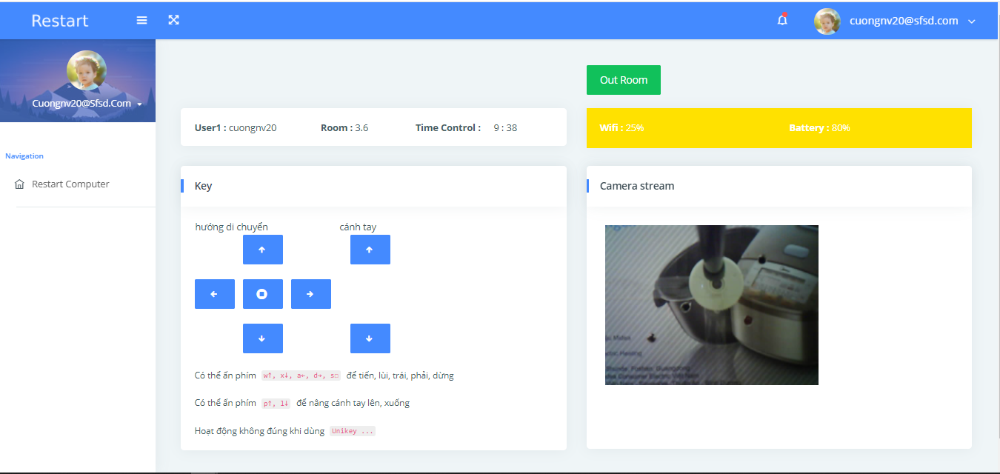 Restart
cuongnv20@sfsd.com
Cuongnv20@Sfsd.Com
Navigation
Restart Computer
Out Room
User1 : cuongnv20 Room : 3.6 Time Control : 9 : 38
Wifi : 25% Battery : 80%
Key
hướng di chuyển cánh tay
Có thể ấn phím w↑, x↓, a←, d→, s□ để tiến, lùi, trái, phải, dừng
Có thể ấn phím p↑, l↓ để nâng cánh tay lên, xuống
Hoạt động không đúng khi dùng Unikey ...
Camera stream